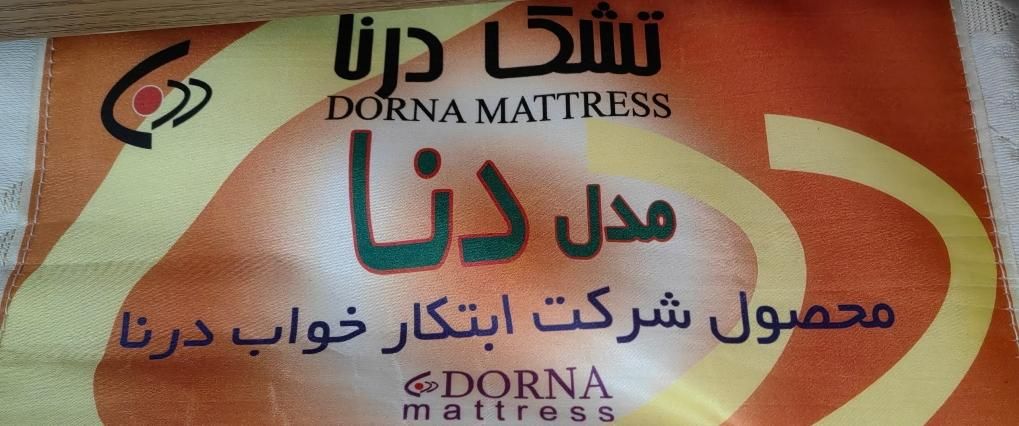 تشک درنا
DORNA MATTRESS
مدل دنا
محصول شرکت ابتکار خواب درنا
DORNA
mattress